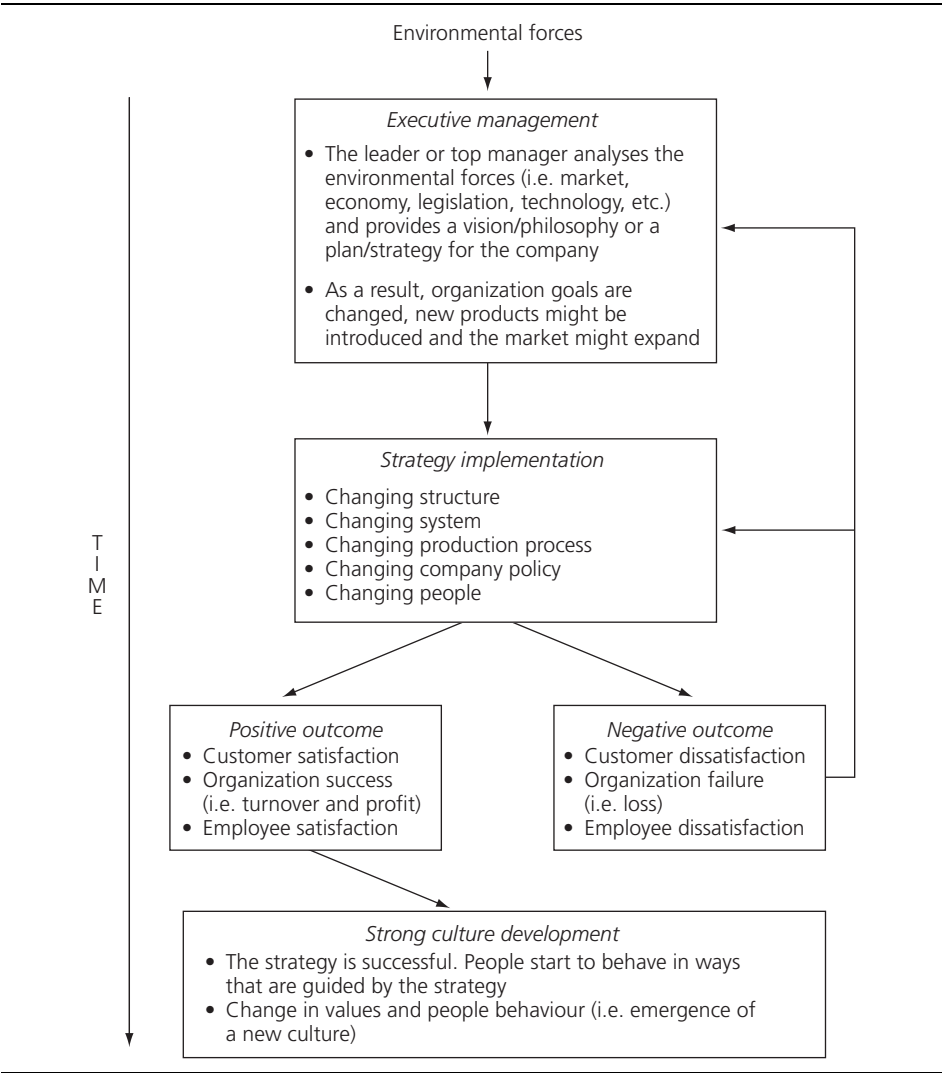 Environmental forces
Executive management
• The leader or top manager analyses the
environmental forces (i.e. market,
economy, legislation, technology, etc.)
and provides a vision/philosophy or a
plan/strategy for the company
• As a result, organization goals are
changed, new products might be
introduced and the market might expand
Strategy implementation
• Changing structure
• Changing system
• Changing production process
• Changing company policy
• Changing people
T
I
M
E
Positive outcome
• Customer satisfaction
• Organization success
(i.e. turnover and profit)
• Employee satisfaction
Negative outcome
• Customer dissatisfaction
• Organization failure
(i.e. loss)
• Employee dissatisfaction
Strong culture development
• The strategy is successful. People start to behave in ways
that are guided by the strategy
• Change in values and people behaviour (i.e. emergence of
a new culture)